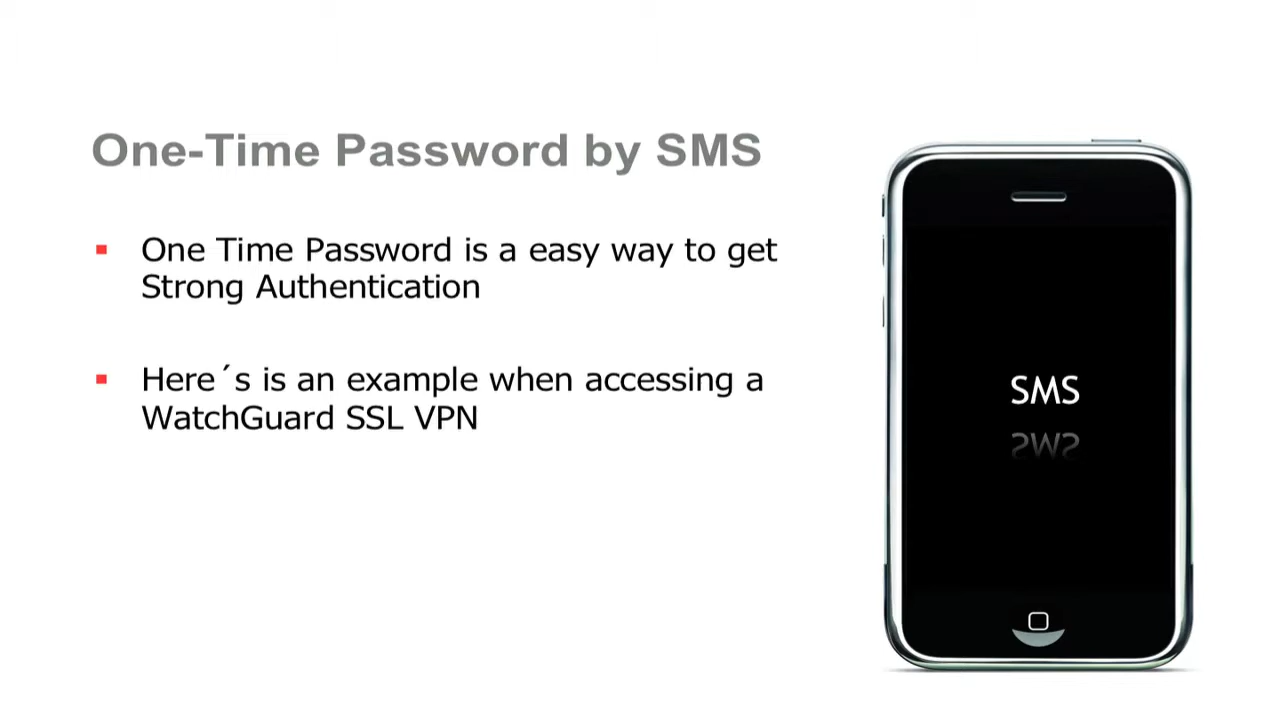 One-Time Password by SMS
One Time Password is a easy way to get
Strong Authentication
Here´s is an example when accessing a
WatchGuard SSL VPN
SMS